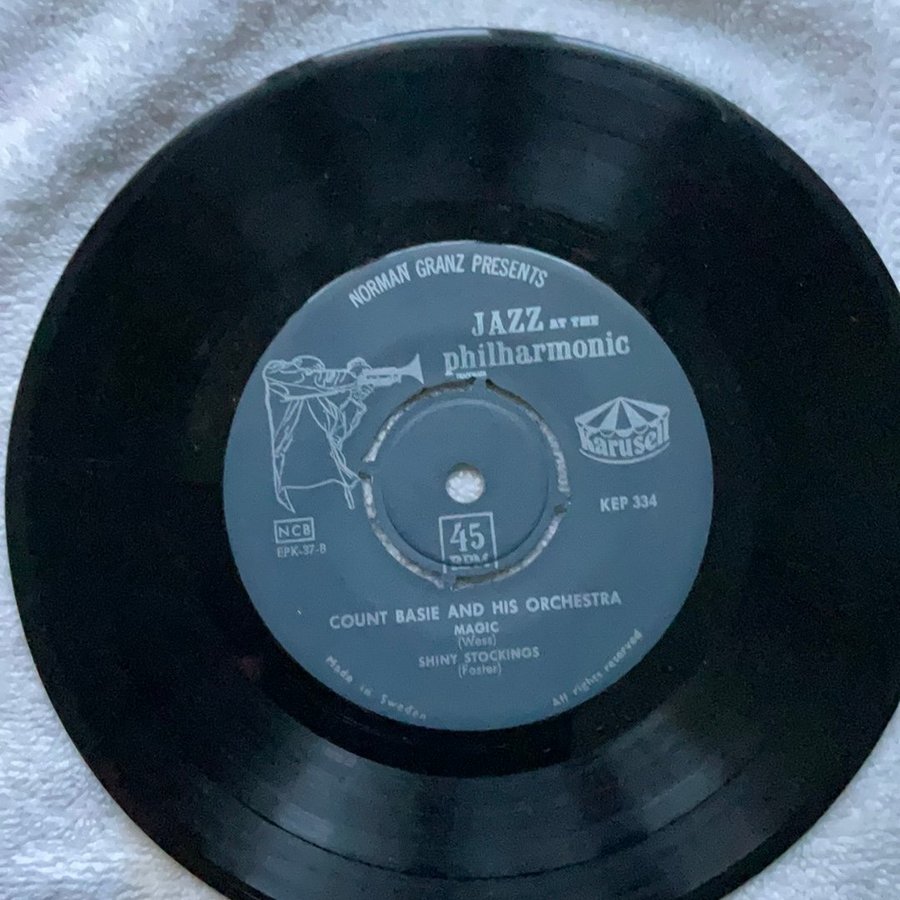 NORMAN GRANZ PRESENTS
JAZZ AT THE
philharmonic
Karusell
KEP 334
NCB
EPK-37-B
45
RPM
COUNT BASIE AND HIS ORCHESTRA
MAGIC
(Wess)
SHINY STOCKINGS
(Foster)
Made in Sweden
All rights reserved